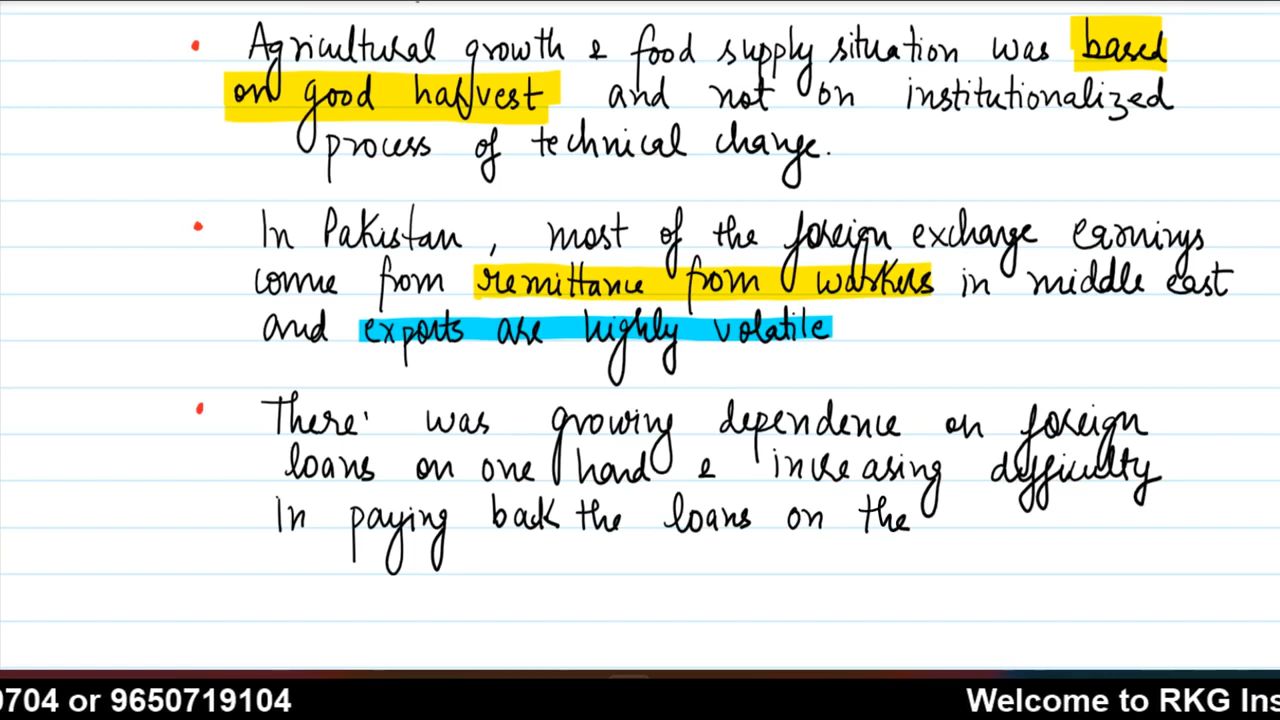 Agricultural growth & food supply situation was based
on good harvest and not on institutionalized
process of technical change.
In Pakistan, most of the foreign exchange earnings
come from remittance from workers in middle east
and exports are highly volatile
There was growing dependence on foreign
loans on one hand & increasing difficulty
In paying back the loans on the
0704 or 9650719104
Welcome to RKG Ins